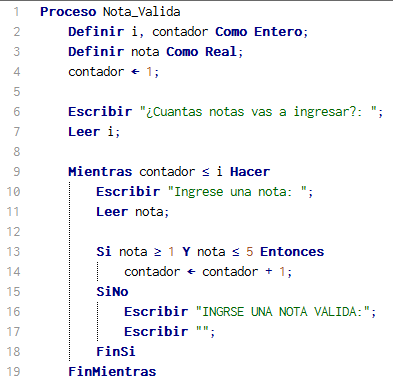 1 Proceso Nota_Valida
2 Definir i, contador Como Entero;
3 Definir nota Como Real;
4 contador ← 1;
5
6 Escribir "¿Cuantas notas vas a ingresar?: ";
7 Leer i;
8
9 Mientras contador ≤ i Hacer
10 Escribir "Ingrese una nota: ";
11 Leer nota;
12
13 Si nota ≥ 1 Y nota ≤ 5 Entonces
14 contador ← contador + 1;
15 SiNo
16 Escribir "INGRSE UNA NOTA VALIDA:";
17 Escribir "";
18 FinSi
19 FinMientras